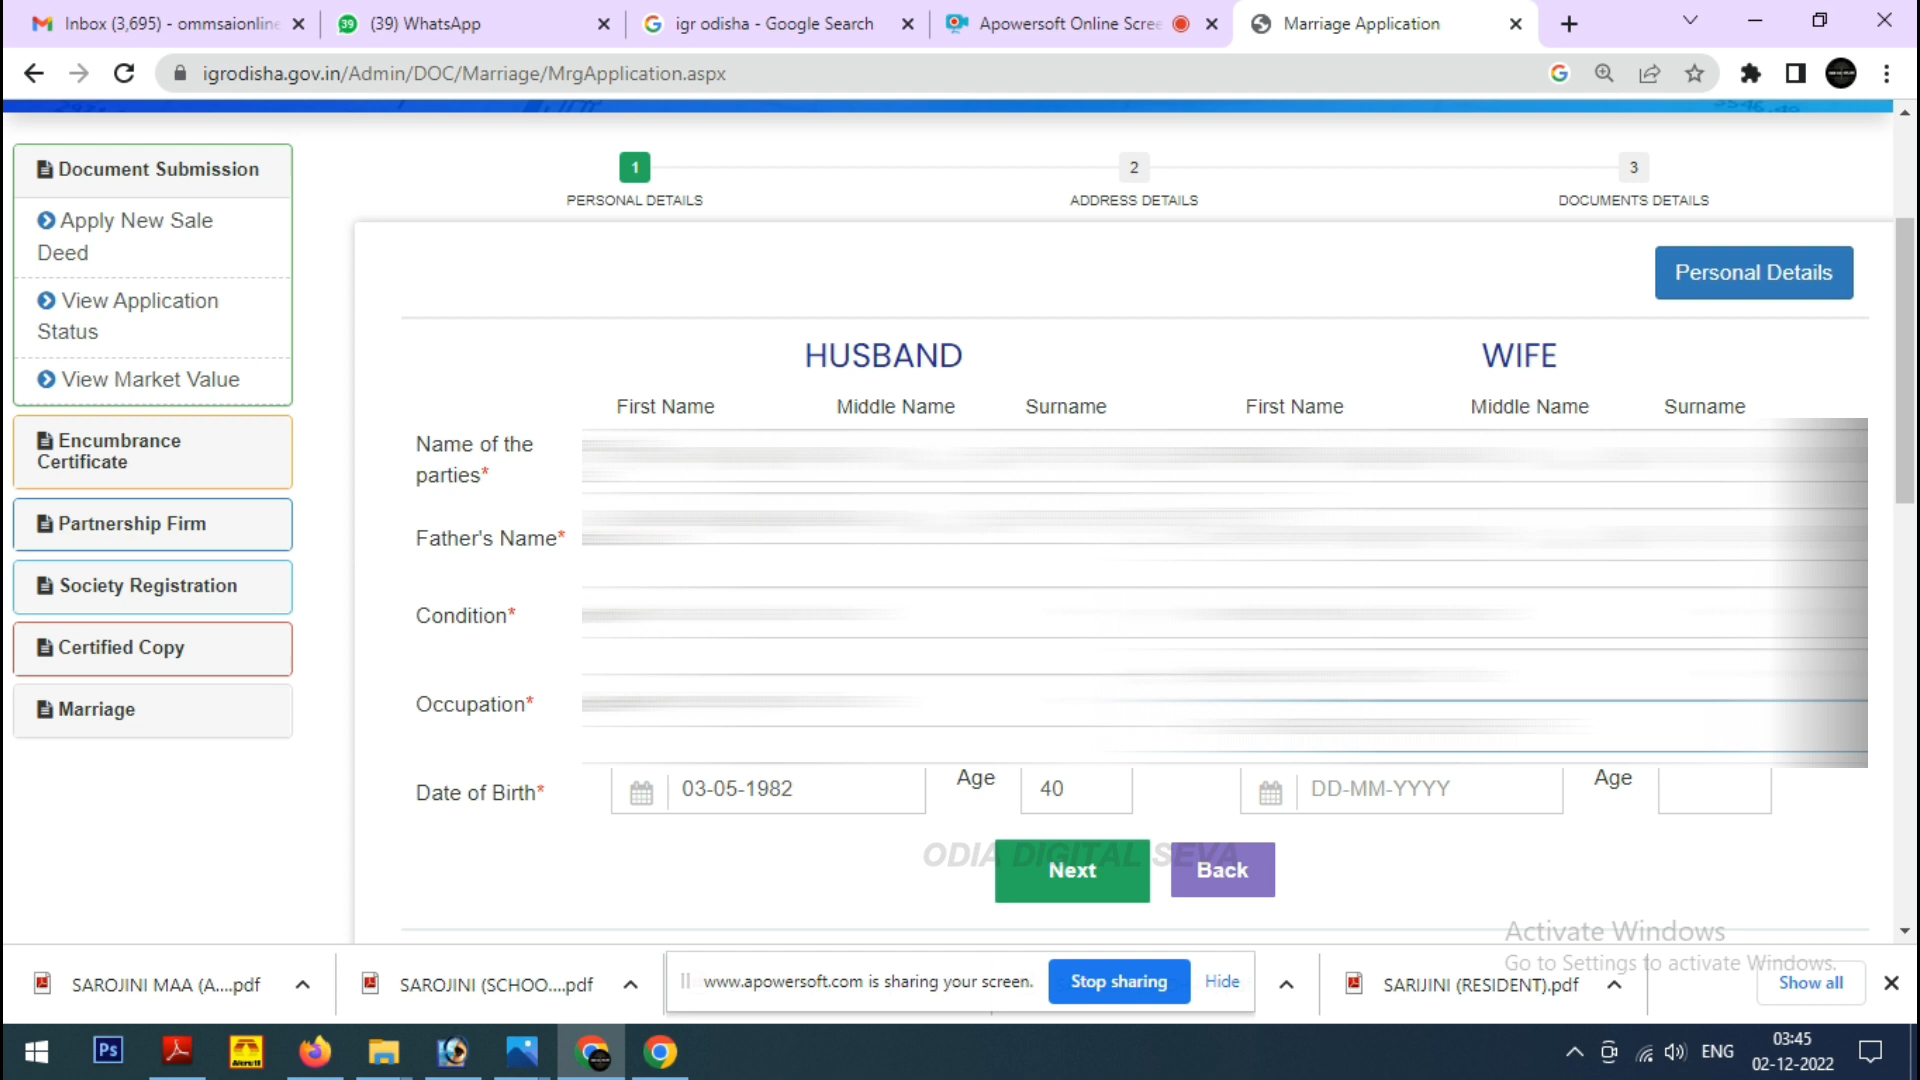 Inbox (3,695) - ommsaionline
39 (39) WhatsApp
igr odisha - Google Search
Apowersoft Online Scree
Marriage Application
igrodisha.gov.in/Admin/DOC/Marriage/MrgApplication.aspx
Document Submission
Apply New Sale
Deed
View Application
Status
View Market Value
Encumbrance
Certificate
Partnership Firm
Society Registration
Certified Copy
Marriage
1 2 3
PERSONAL DETAILS ADDRESS DETAILS DOCUMENTS DETAILS
Personal Details
HUSBAND WIFE
First Name Middle Name Surname First Name Middle Name Surname
Name of the
parties*
Father's Name*
Condition*
Occupation*
Date of Birth* 03-05-1982 Age 40 DD-MM-YYYY Age
ODIA DIGITAL SEVA
Next Back
Activate Windows
Go to Settings to activate Windows.
SAROJINI MAA (A....pdf
SAROJINI (SCHOO....pdf
www.apowersoft.com is sharing your screen. Stop sharing Hide
SARIJINI (RESIDENT).pdf
Show all
Ps
ENG
03:45
02-12-2022